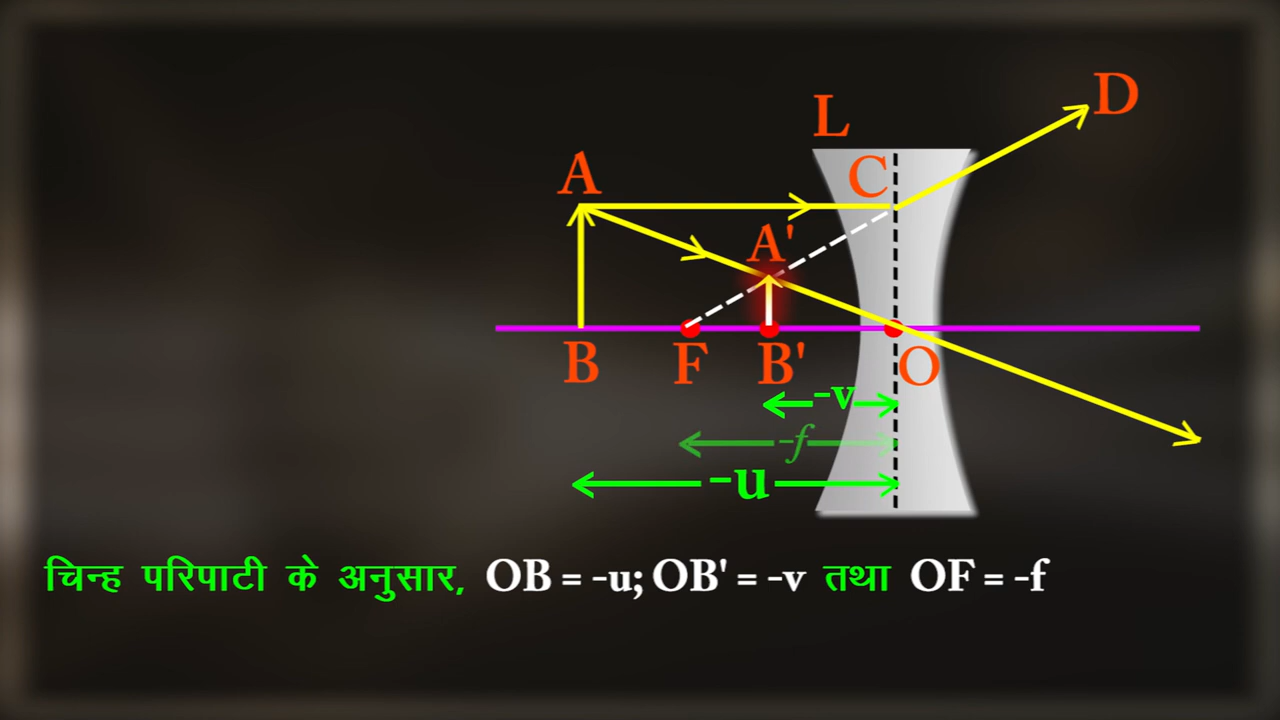 D
L
A
C
A'
B
F
B'
O
-v
-f
-u
चिन्ह परिपाटी के अनुसार, OB = -u; OB' = -v तथा OF = -f